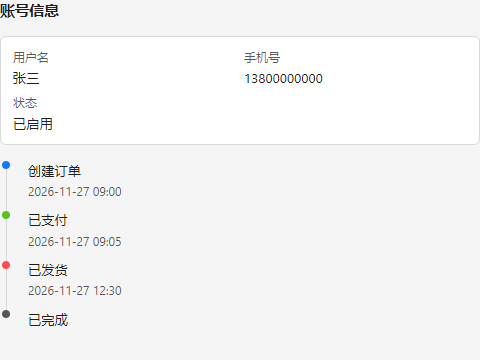 账号信息
用户名
张三
手机号
13800000000
状态
已启用
创建订单
2026-11-27 09:00
已支付
2026-11-27 09:05
已发货
2026-11-27 12:30
已完成